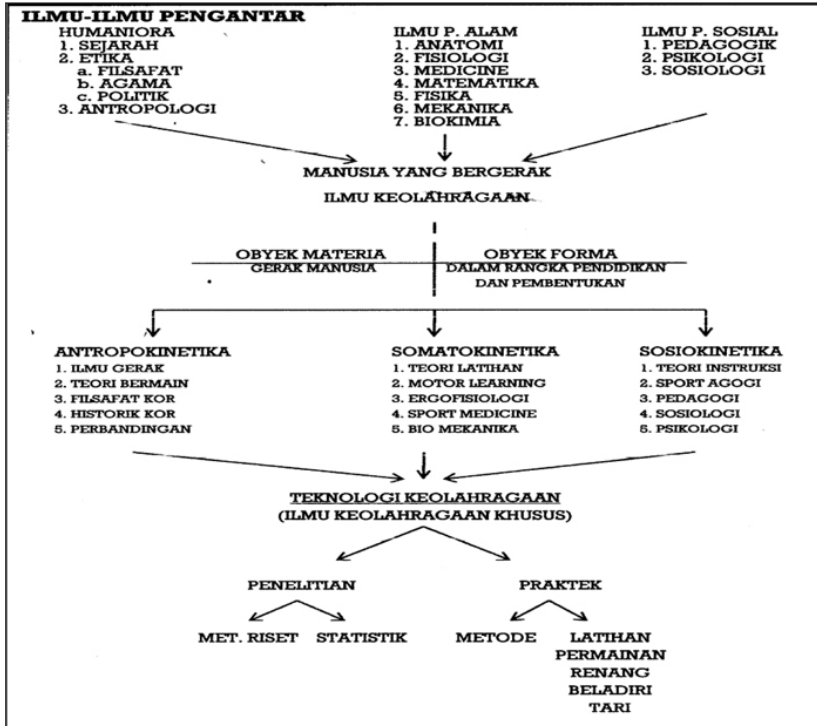 ILMU-ILMU PENGANTAR
HUMANIORA
1. SEJARAH
2. ETIKA
a. FILSAFAT
b. AGAMA
c. POLITIK
3. ANTROPOLOGI
ILMU P. ALAM
1. ANATOMI
2. FISIOLOGI
3. MEDICINE
4. MATEMATIKA
5. FISIKA
6. MEKANIKA
7. BIOKIMIA
ILMU P. SOSIAL
1. PEDAGOGIK
2. PSIKOLOGI
3. SOSIOLOGI
MANUSIA YANG BERGERAK
ILMU KEOLAHRAGAAN
OBYEK MATERIA
GERAK MANUSIA
OBYEK FORMA
DALAM RANGKA PENDIDIKAN
DAN PEMBENTUKAN
ANTROPOKINETIKA
1. ILMU GERAK
2. TEORI BERMAIN
3. FILSAFAT KOR
4. HISTORIK KOR
5. PERBANDINGAN
SOMATOKINETIKA
1. TEORI LATIHAN
2. MOTOR LEARNING
3. ERGOFISIOLOGI
4. SPORT MEDICINE
5. BIO MEKANIKA
SOSIOKINETIKA
1. TEORI INSTRUKSI
2. SPORT AGOGI
3. PEDAGOGI
4. SOSIOLOGI
5. PSIKOLOGI
TEKNOLOGI KEOLAHRAGAAN
(ILMU KEOLAHRAGAAN KHUSUS)
PENELITIAN
PRAKTEK
MET. RISET
STATISTIK
METODE
LATIHAN
PERMAINAN
RENANG
BELADIRI
TARI